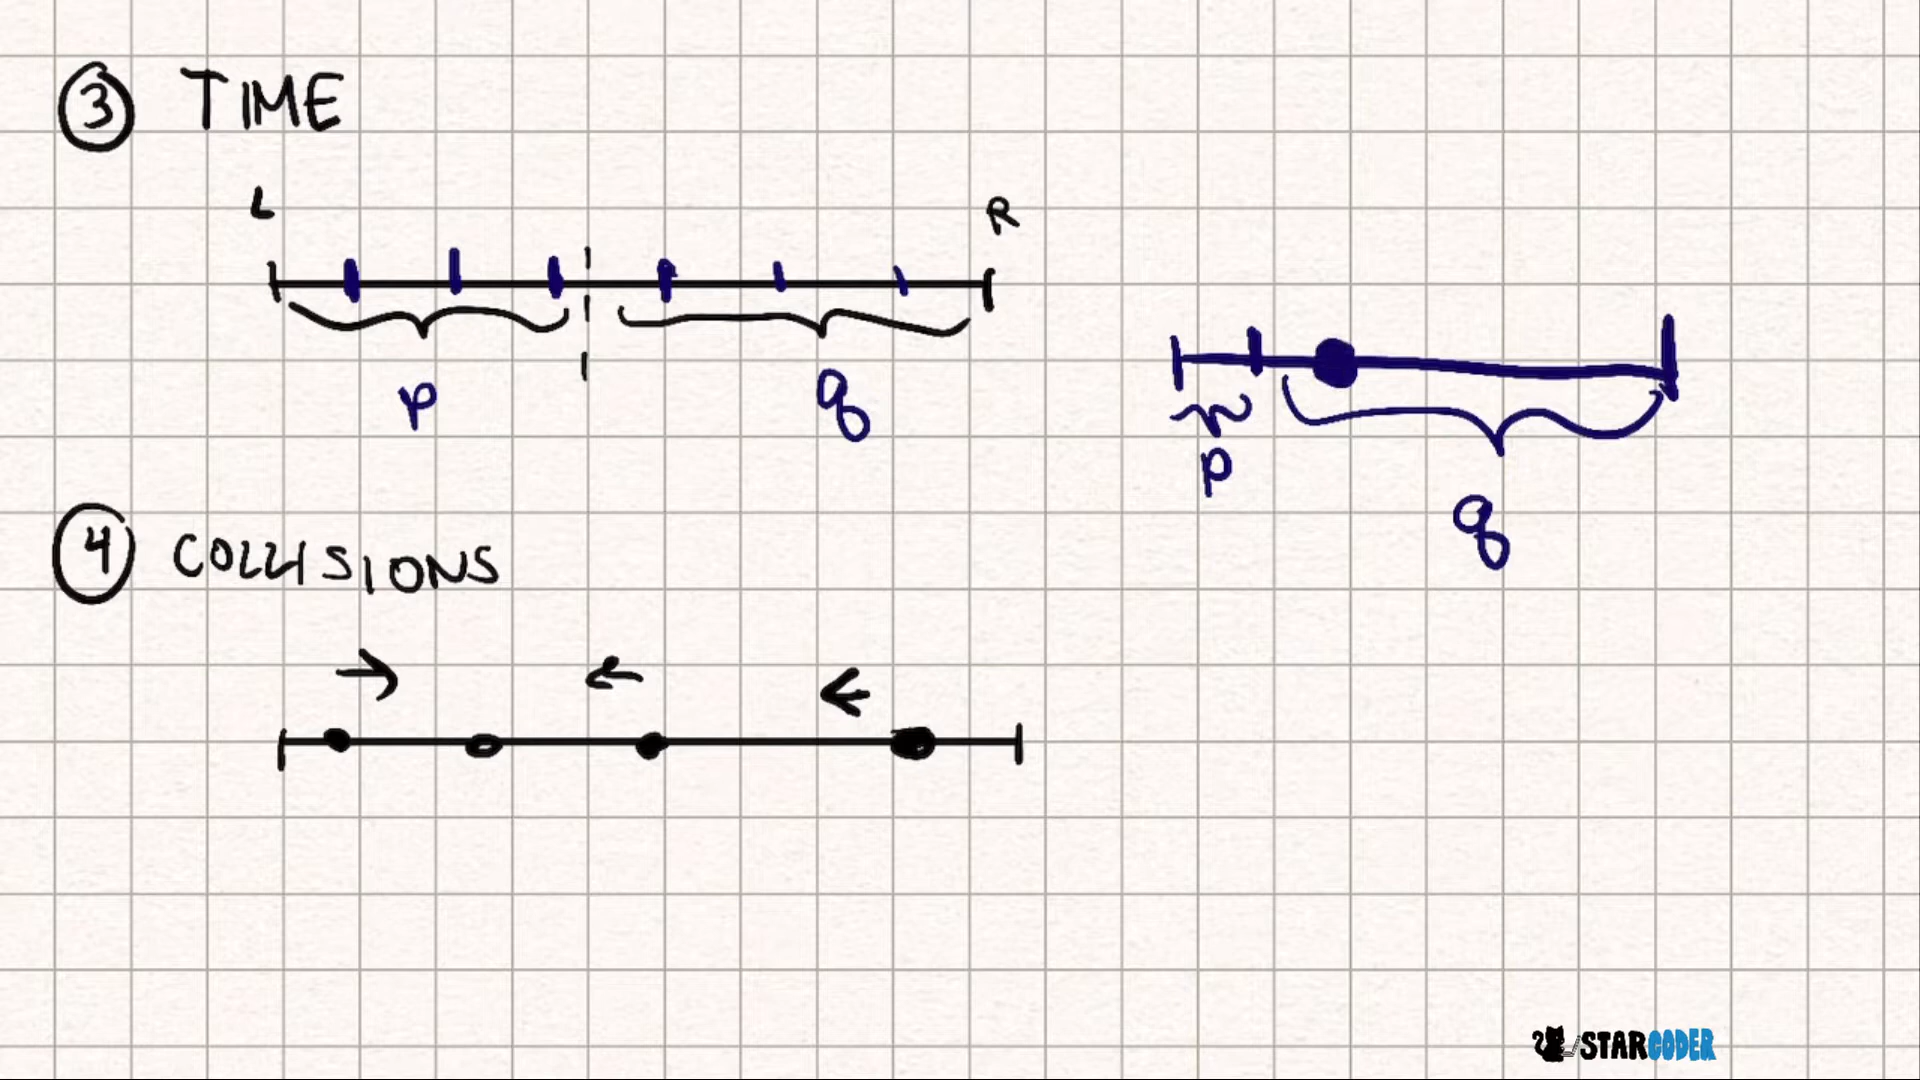 ③ TIME
L R
p q
p
q
④ COLLISIONS
STARCODER